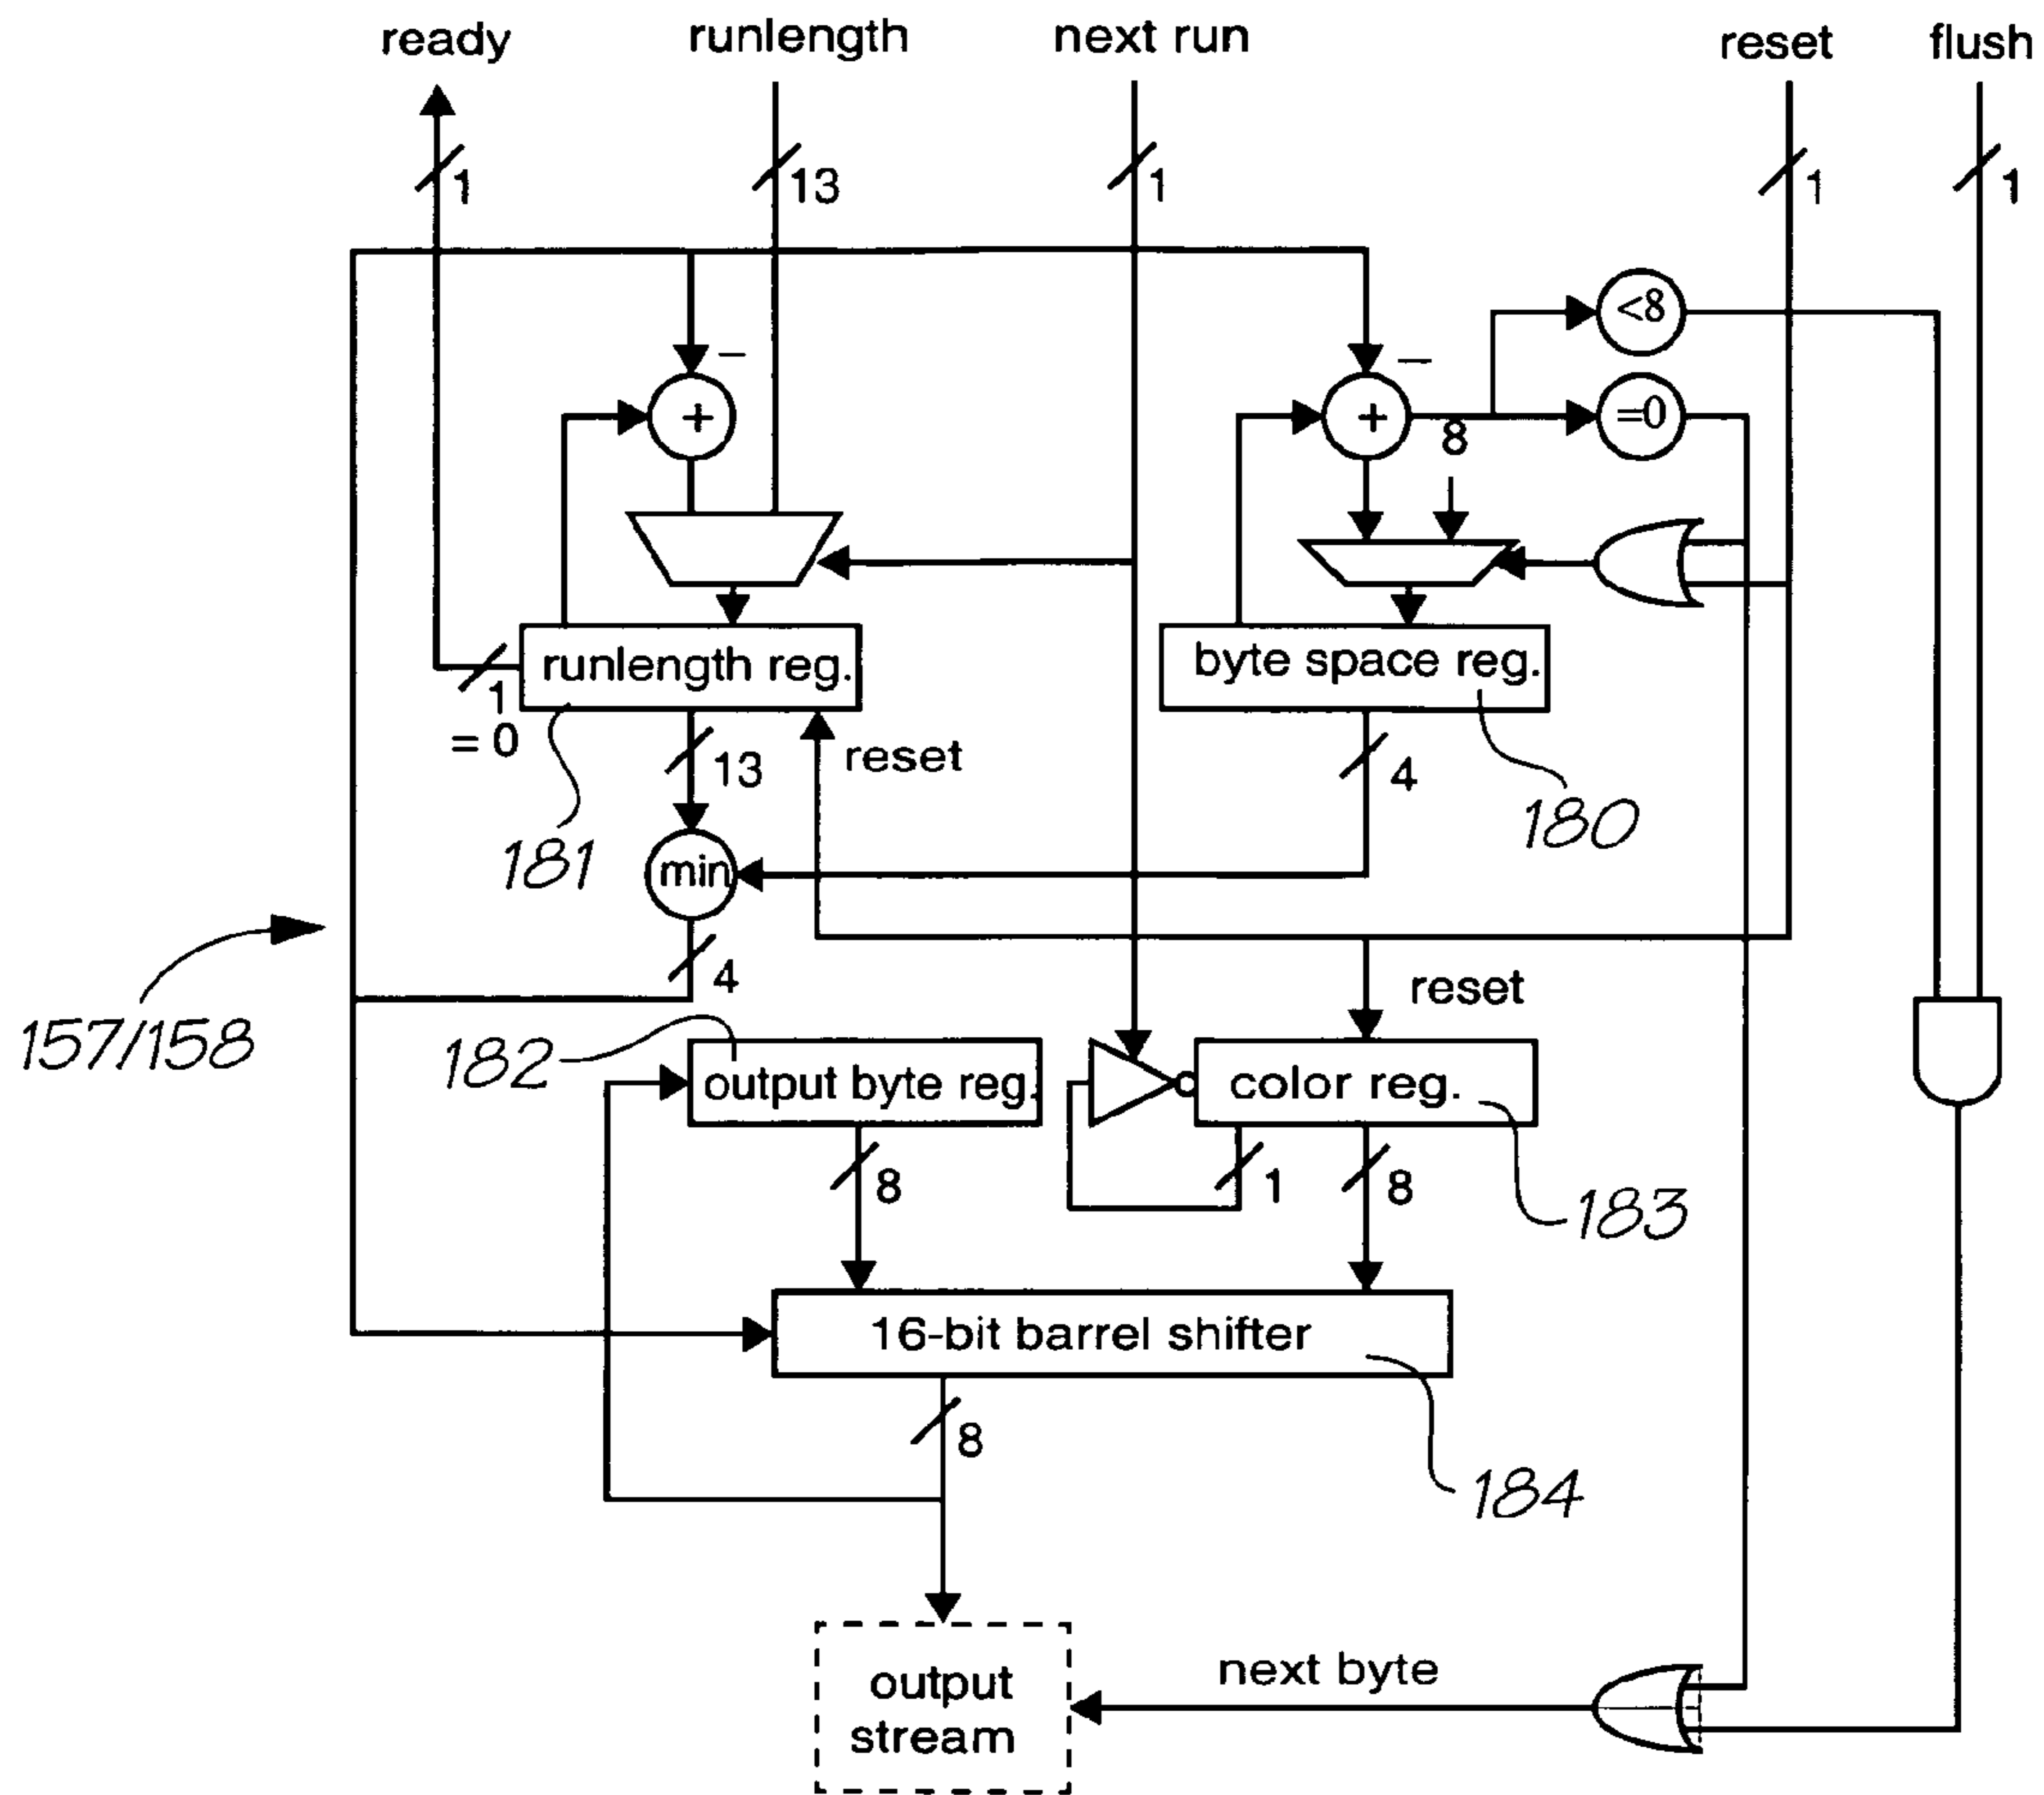 ready
runlength
next run
reset
flush
1
13
1
1
1
−
−
<8
+
+
=0
8
runlength reg.
byte space reg.
1
= 0
13
reset
4
180
181
min
4
reset
157/158
182
output byte reg.
color reg.
8
1
8
183
16-bit barrel shifter
8
184
next byte
output
stream